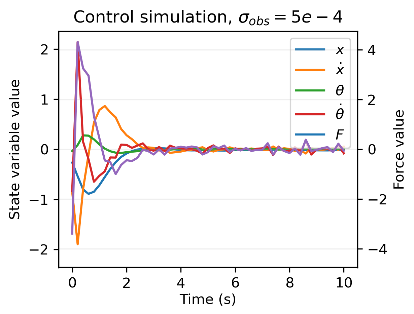 Control simulation, σ_obs = 5e − 4
State variable value
2
1
0
−1
−2
x
ẋ
θ
θ̇
F
4
2
0
−2
−4
Force value
0 2 4 6 8 10
Time (s)